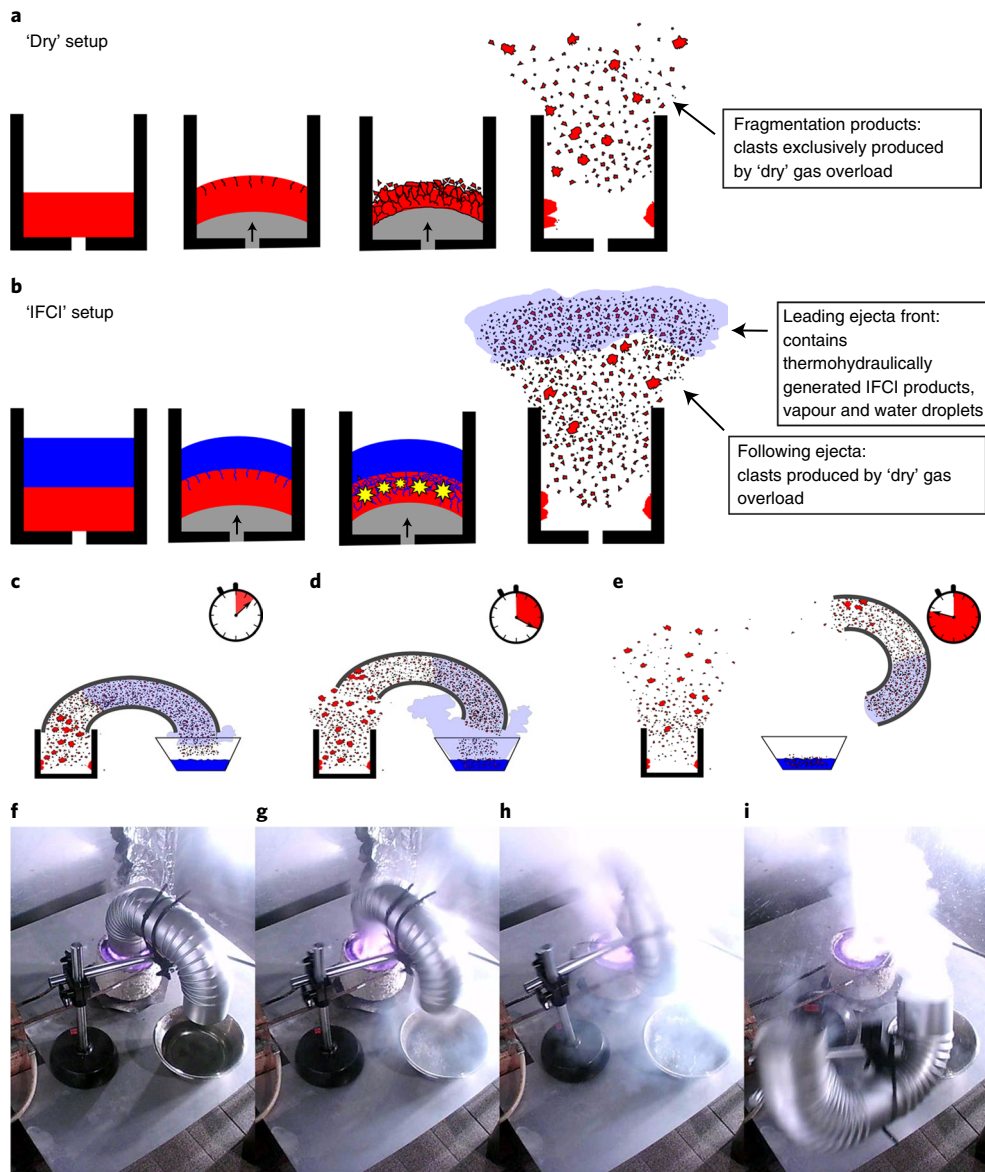 a
'Dry' setup
Fragmentation products:
clasts exclusively produced
by 'dry' gas overload
b
'IFCI' setup
Leading ejecta front:
contains
thermohydraulically
generated IFCI products,
vapour and water droplets
Following ejecta:
clasts produced by 'dry' gas
overload
c
d
e
f
g
h
i